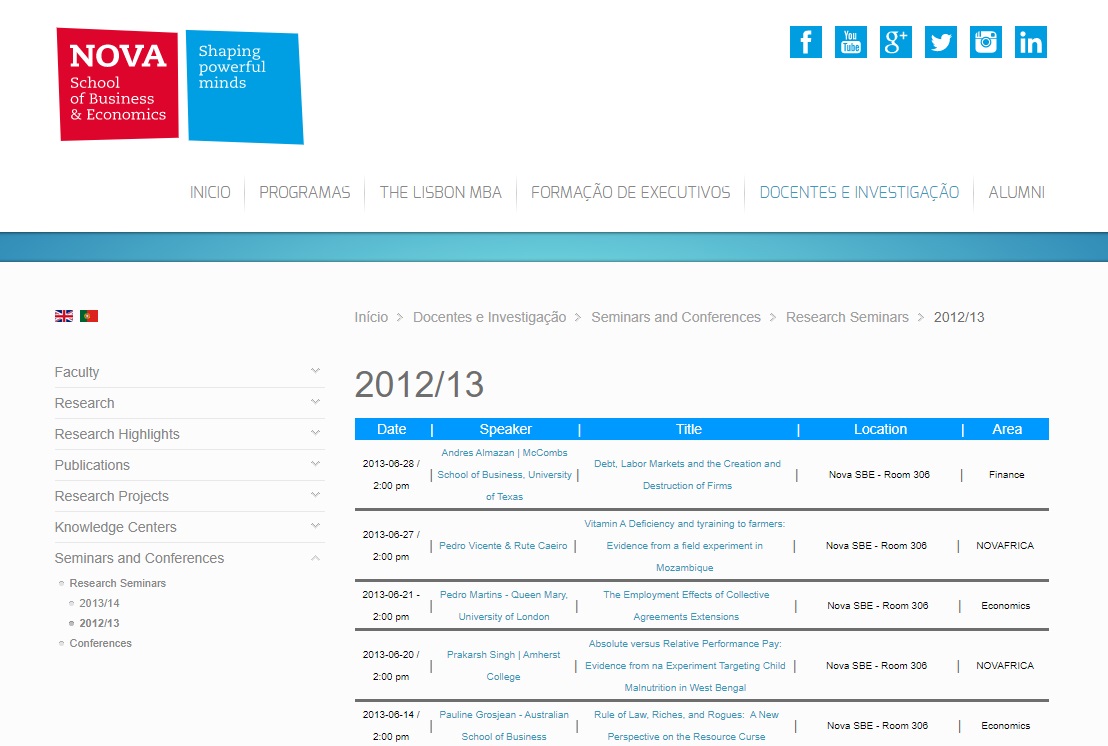 NOVA
School
of Business
& Economics
Shaping
powerful
minds
f
You
Tube
g+
in
INICIO
PROGRAMAS
THE LISBON MBA
FORMAÇÃO DE EXECUTIVOS
DOCENTES E INVESTIGAÇÃO
ALUMNI
Início > Docentes e Investigação > Seminars and Conferences > Research Seminars > 2012/13
Faculty
Research
Research Highlights
Publications
Research Projects
Knowledge Centers
Seminars and Conferences
Research Seminars
2013/14
2012/13
Conferences
2012/13
Date | Speaker | Title | Location | Area
2013-06-28 /
2:00 pm
Andres Almazan | McCombs
School of Business, University
of Texas
Debt, Labor Markets and the Creation and
Destruction of Firms
Nova SBE - Room 306
Finance
2013-06-27 /
2:00 pm
Pedro Vicente & Rute Caeiro
Vitamin A Deficiency and tyraining to farmers:
Evidence from a field experiment in
Mozambique
Nova SBE - Room 306
NOVAFRICA
2013-06-21 -
2:00 pm
Pedro Martins - Queen Mary,
University of London
The Employment Effects of Collective
Agreements Extensions
Nova SBE - Room 306
Economics
2013-06-20 /
2:00 pm
Prakarsh Singh | Amherst
College
Absolute versus Relative Performance Pay:
Evidence from na Experiment Targeting Child
Malnutrition in West Bengal
Nova SBE - Room 306
NOVAFRICA
2013-06-14 /
2:00 pm
Pauline Grosjean - Australian
School of Business
Rule of Law, Riches, and Rogues: A New
Perspective on the Resource Curse
Nova SBE - Room 306
Economics